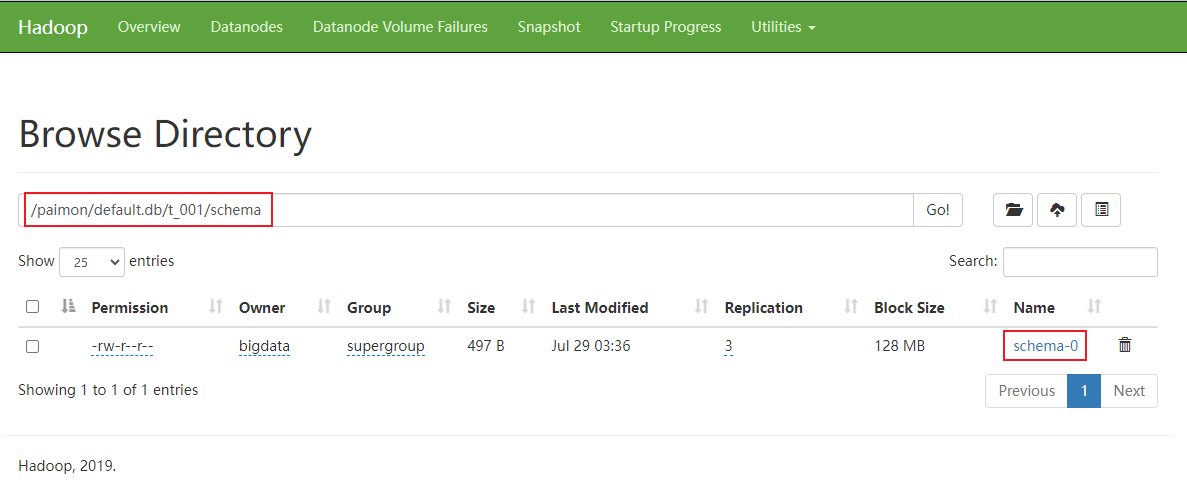 Hadoop Overview Datanodes Datanode Volume Failures Snapshot Startup Progress Utilities
Browse Directory
/paimon/default.db/t_001/schema Go!
Show 25 entries Search:
Permission Owner Group Size Last Modified Replication Block Size Name
-rw-r--r-- bigdata supergroup 497 B Jul 29 03:36 3 128 MB schema-0
Showing 1 to 1 of 1 entries Previous 1 Next
Hadoop, 2019.